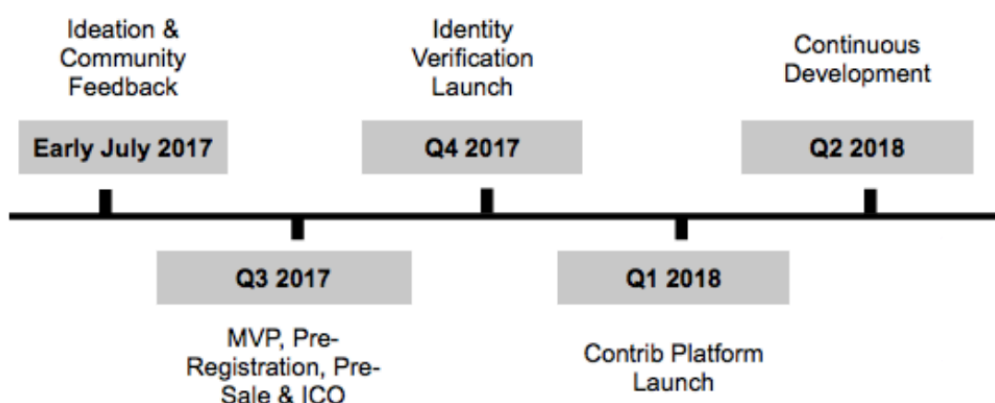 Ideation &
Community
Feedback
Early July 2017
Identity
Verification
Launch
Q4 2017
Continuous
Development
Q2 2018
Q3 2017
MVP, Pre-
Registration, Pre-
Sale & ICO
Q1 2018
Contrib Platform
Launch